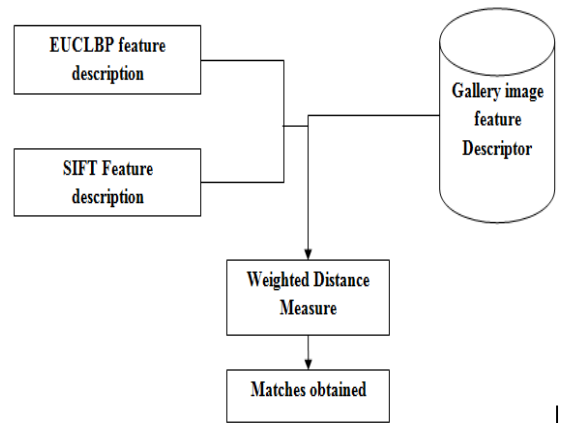 EUCLBP feature
description
SIFT Feature
description
Gallery image
feature
Descriptor
Weighted Distance
Measure
Matches obtained